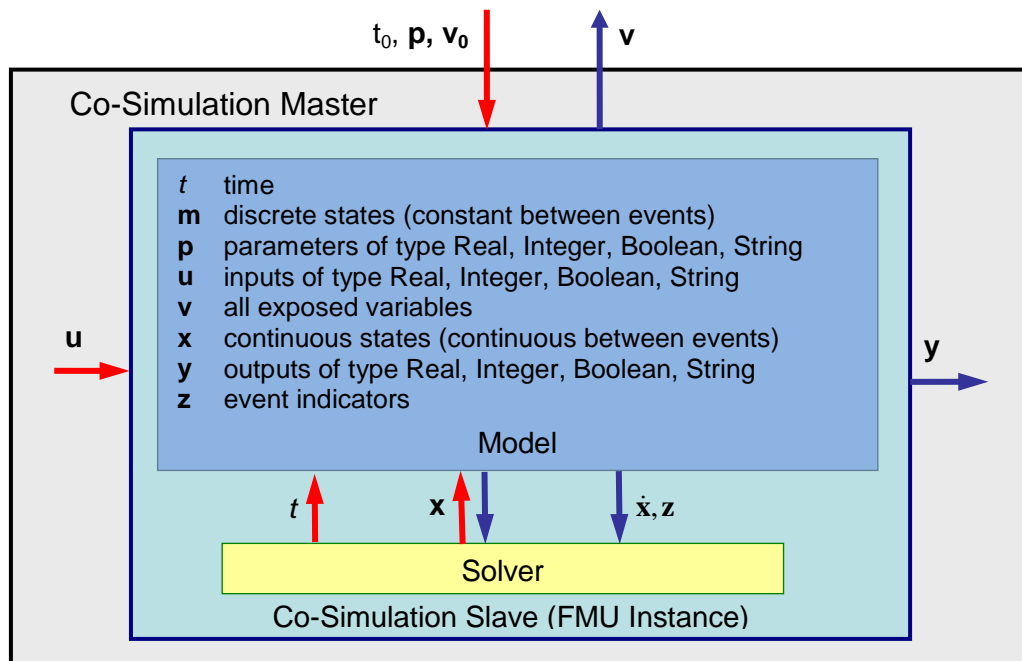 t₀, p, v₀
v
Co-Simulation Master
t time
m discrete states (constant between events)
p parameters of type Real, Integer, Boolean, String
u inputs of type Real, Integer, Boolean, String
v all exposed variables
x continuous states (continuous between events)
y outputs of type Real, Integer, Boolean, String
z event indicators
Model
u
y
t
x
ẋ, z
Solver
Co-Simulation Slave (FMU Instance)